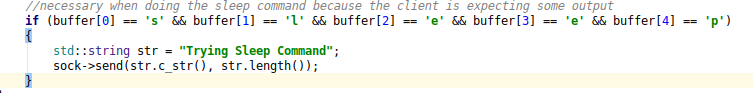 //necessary when doing the sleep command because the client is expecting some output
if (buffer[0] == 's' && buffer[1] == 'l' && buffer[2] == 'e' && buffer[3] == 'e' && buffer[4] == 'p')
{
std::string str = "Trying Sleep Command";
sock->send(str.c_str(), str.length());
}